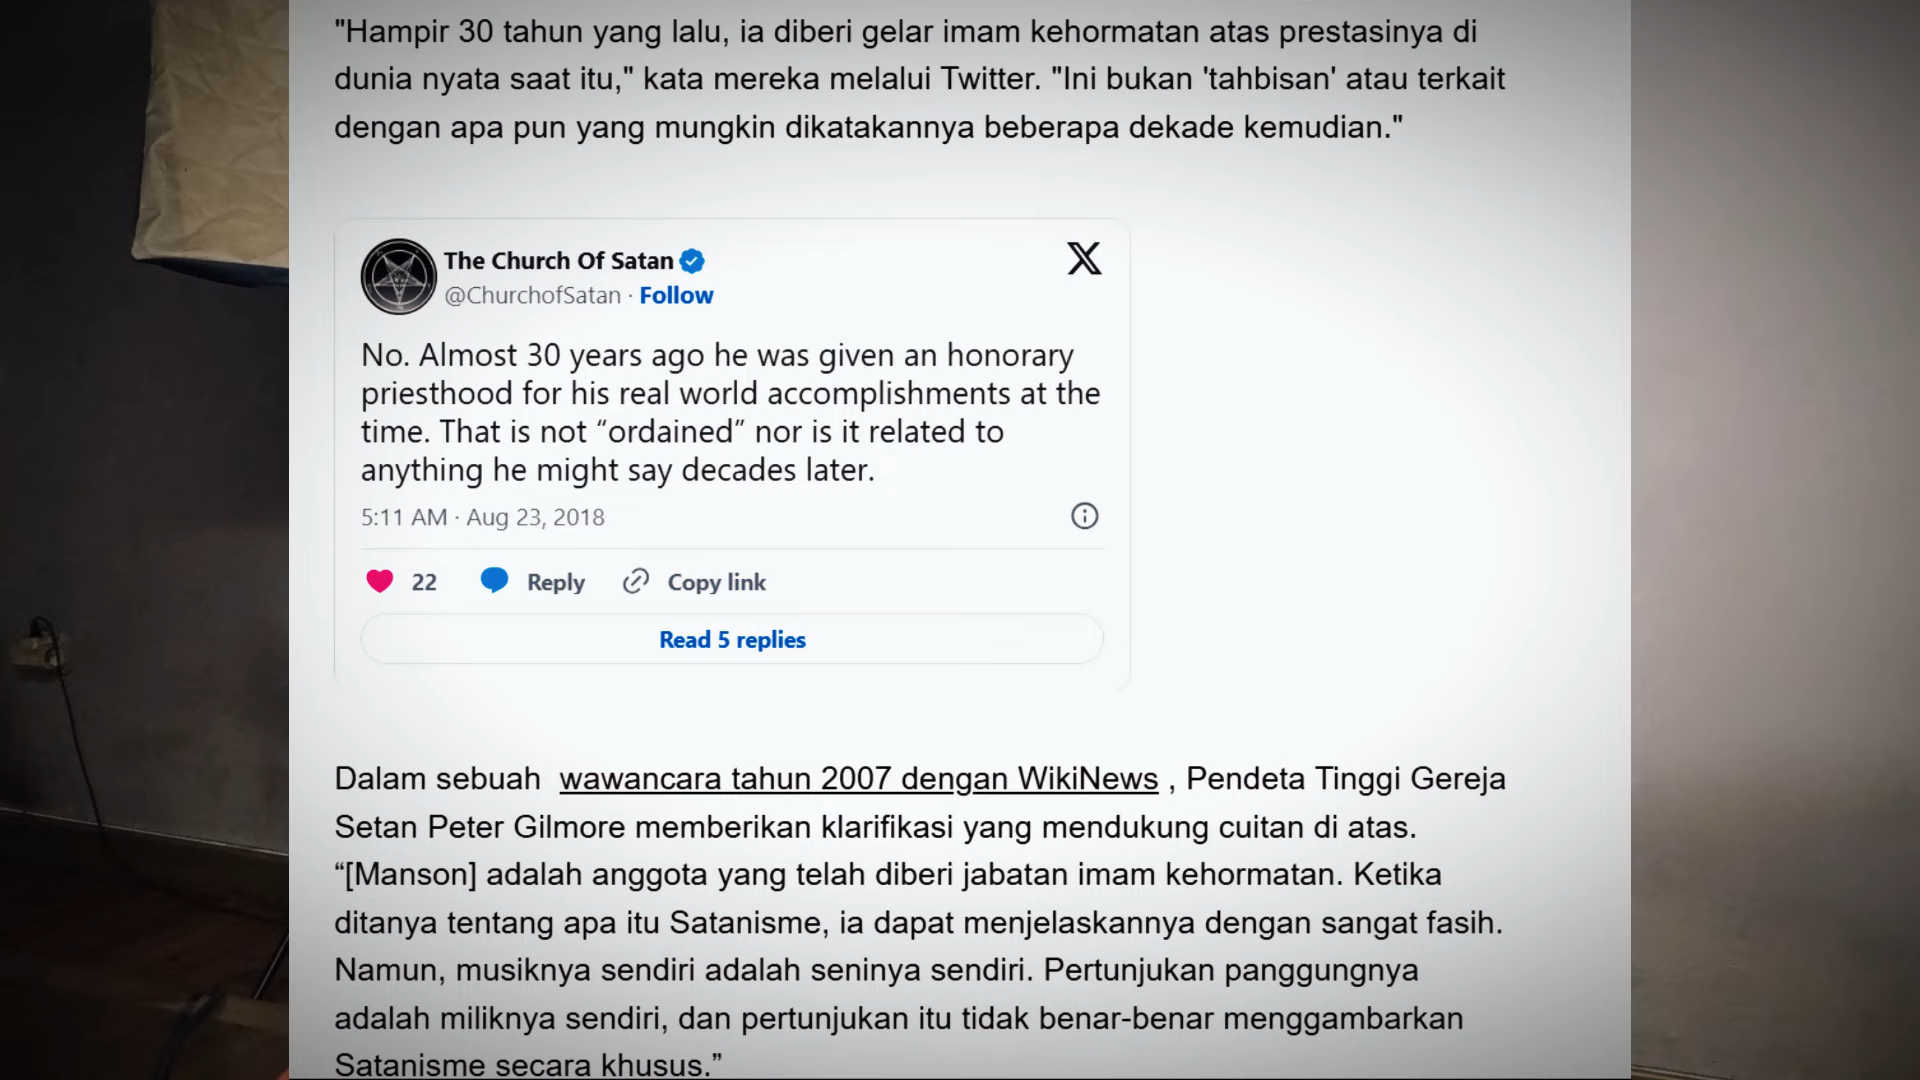 "Hampir 30 tahun yang lalu, ia diberi gelar imam kehormatan atas prestasinya di
dunia nyata saat itu," kata mereka melalui Twitter. "Ini bukan 'tahbisan' atau terkait
dengan apa pun yang mungkin dikatakannya beberapa dekade kemudian."
The Church Of Satan
@ChurchofSatan · Follow
No. Almost 30 years ago he was given an honorary
priesthood for his real world accomplishments at the
time. That is not “ordained” nor is it related to
anything he might say decades later.
5:11 AM · Aug 23, 2018
22 Reply Copy link
Read 5 replies
Dalam sebuah wawancara tahun 2007 dengan WikiNews , Pendeta Tinggi Gereja
Setan Peter Gilmore memberikan klarifikasi yang mendukung cuitan di atas.
“[Manson] adalah anggota yang telah diberi jabatan imam kehormatan. Ketika
ditanya tentang apa itu Satanisme, ia dapat menjelaskannya dengan sangat fasih.
Namun, musiknya sendiri adalah seninya sendiri. Pertunjukan panggungnya
adalah miliknya sendiri, dan pertunjukan itu tidak benar-benar menggambarkan
Satanisme secara khusus.”